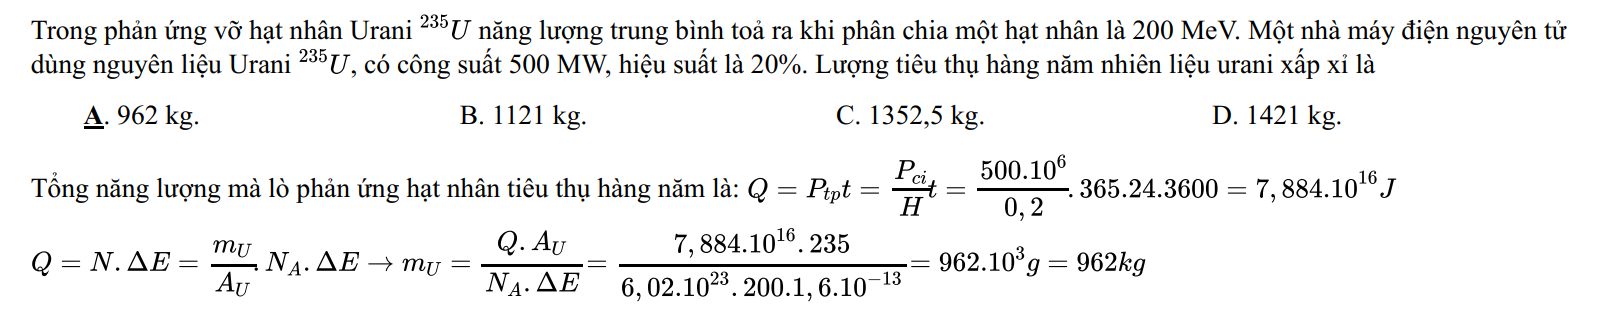 Trong phản ứng vỡ hạt nhân Urani $^{235}U$ năng lượng trung bình toả ra khi phân chia một hạt nhân là 200 MeV. Một nhà máy điện nguyên tử
dùng nguyên liệu Urani $^{235}U$, có công suất 500 MW, hiệu suất là 20%. Lượng tiêu thụ hàng năm nhiên liệu urani xấp xỉ là
A. 962 kg. B. 1121 kg. C. 1352,5 kg. D. 1421 kg.
Tổng năng lượng mà lò phản ứng hạt nhân tiêu thụ hàng năm là: $Q = P_{tp}t = \frac{P_{ci}}{H}t = \frac{500.10^6}{0,2}.365.24.3600 = 7,884.10^{16}J$
$Q = N.\Delta E = \frac{m_U}{A_U}.N_A.\Delta E \rightarrow m_U = \frac{Q.A_U}{N_A.\Delta E} = \frac{7,884.10^{16}.235}{6,02.10^{23}.200.1,6.10^{-13}} = 962.10^3g = 962kg$